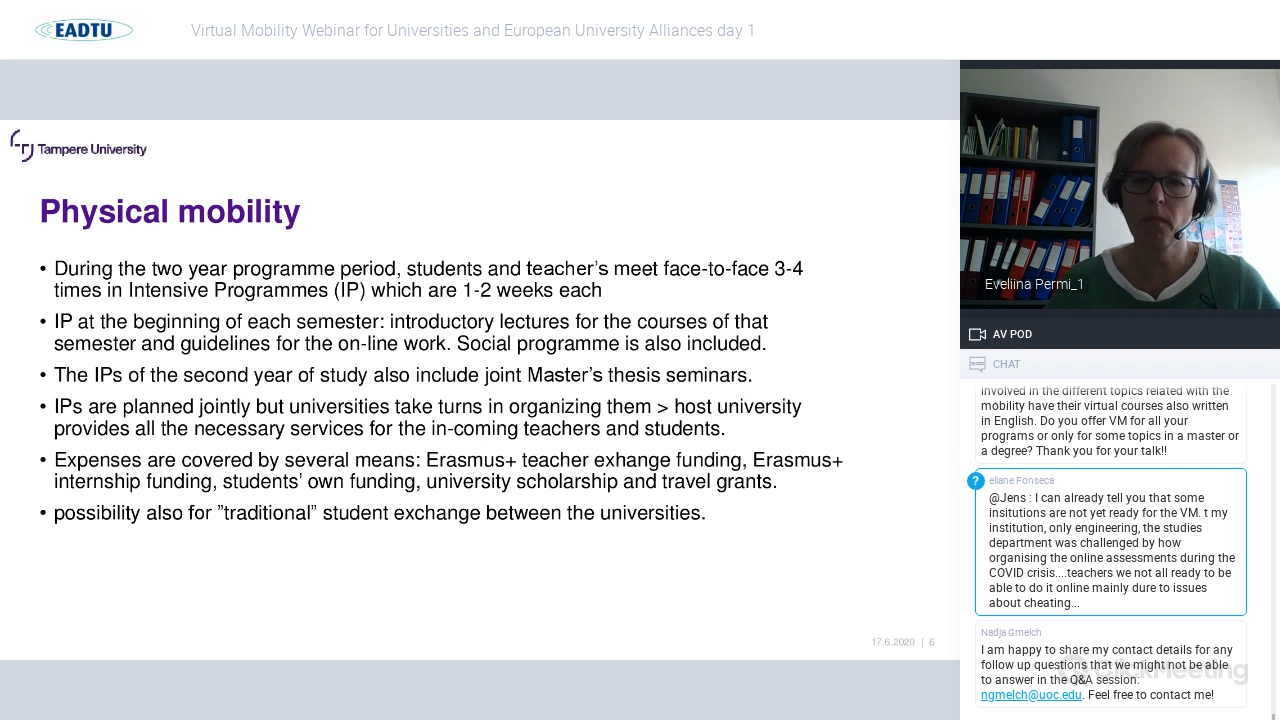 EADTU
Virtual Mobility Webinar for Universities and European University Alliances day 1
Tampere University
Physical mobility
• During the two year programme period, students and teacher's meet face-to-face 3-4
times in Intensive Programmes (IP) which are 1-2 weeks each
• IP at the beginning of each semester: introductory lectures for the courses of that
semester and guidelines for the on-line work. Social programme is also included.
• The IPs of the second year of study also include joint Master's thesis seminars.
• IPs are planned jointly but universities take turns in organizing them > host university
provides all the necessary services for the in-coming teachers and students.
• Expenses are covered by several means: Erasmus+ teacher exhange funding, Erasmus+
internship funding, students' own funding, university scholarship and travel grants.
• possibility also for ”traditional” student exchange between the universities.
17.6.2020 | 6
Eveliina Permi_1
AV POD
CHAT
involved in the different topics related with the
mobility have their virtual courses also written
in English. Do you offer VM for all your
programs or only for some topics in a master or
a degree? Thank you for your talk!!
?
eliane Fonseca
@Jens : I can already tell you that some
insitutions are not yet ready for the VM. t my
institution, only engineering, the studies
department was challenged by how
organising the online assessments during the
COVID crisis....teachers we not all ready to be
able to do it online mainly dure to issues
about cheating...
Nadja Gmelch
I am happy to share my contact details for any
follow up questions that we might not be able
to answer in the Q&A session:
ngmelch@uoc.edu. Feel free to contact me!
ClickMeeting